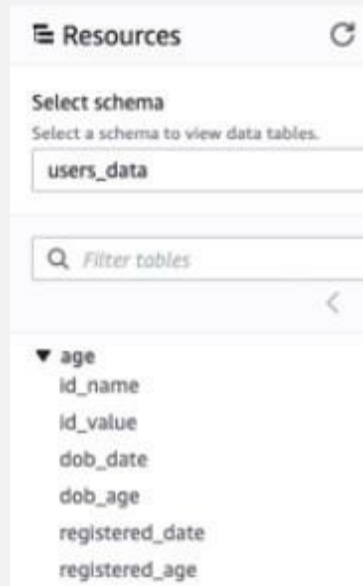 Resources
Select schema
Select a schema to view data tables.
users_data
Filter tables
age
id_name
id_value
dob_date
dob_age
registered_date
registered_age